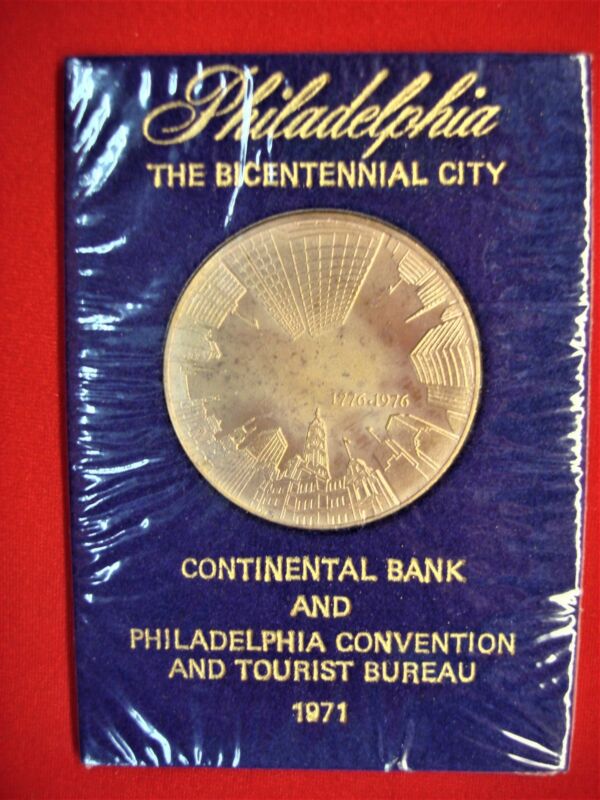 Philadelphia
THE BICENTENNIAL CITY
1776-1976
CONTINENTAL BANK
AND
PHILADELPHIA CONVENTION
AND TOURIST BUREAU
1971